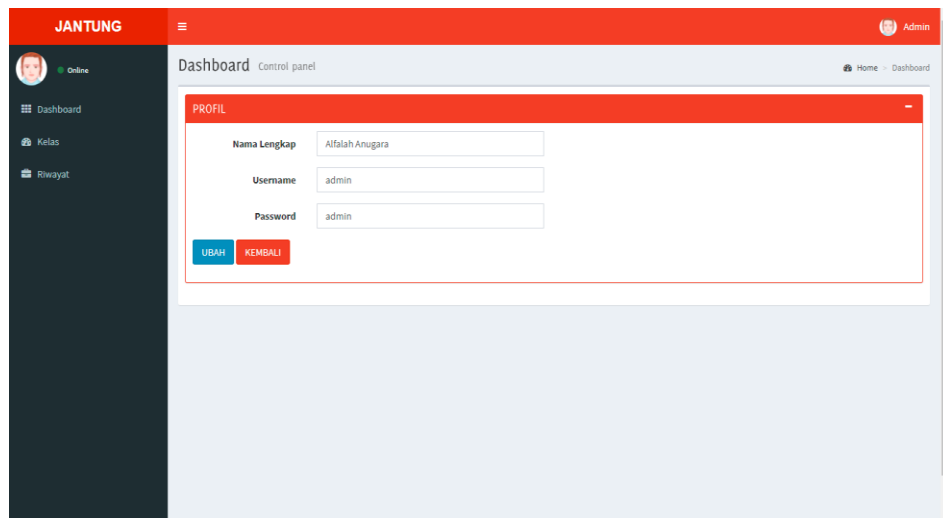 JANTUNG
Admin
Online
Dashboard
Kelas
Riwayat
Dashboard Control panel
Home > Dashboard
PROFIL
Nama Lengkap Alfalah Anugara
Username admin
Password admin
UBAH KEMBALI